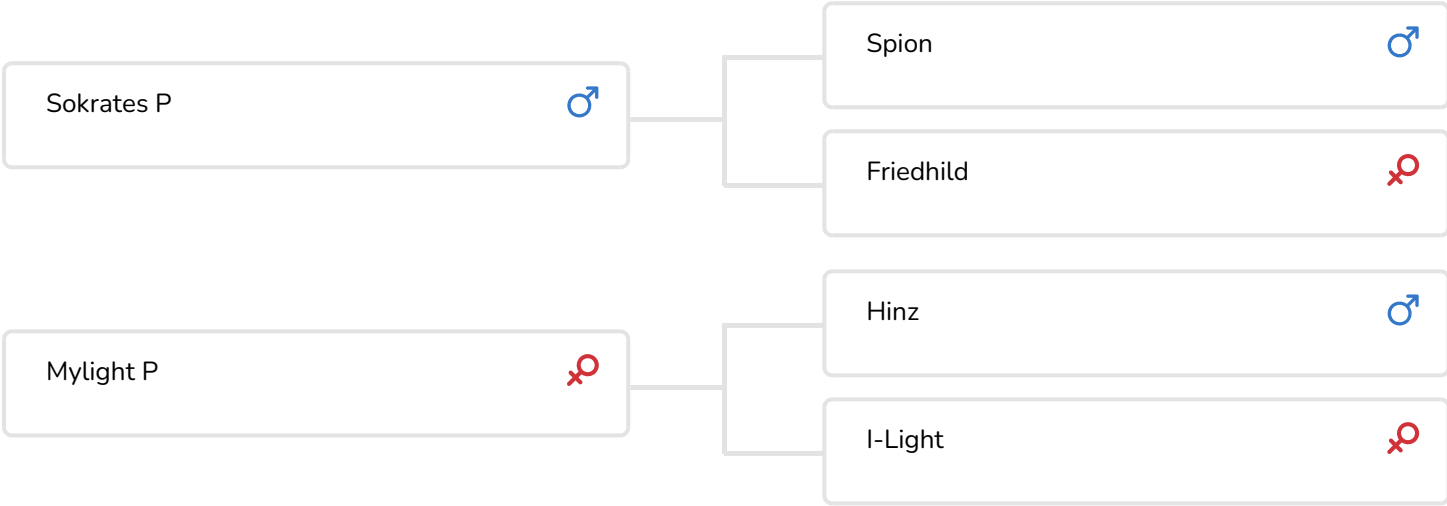 Spion
Sokrates P
Friedhild
Hinz
Mylight P
I-Light